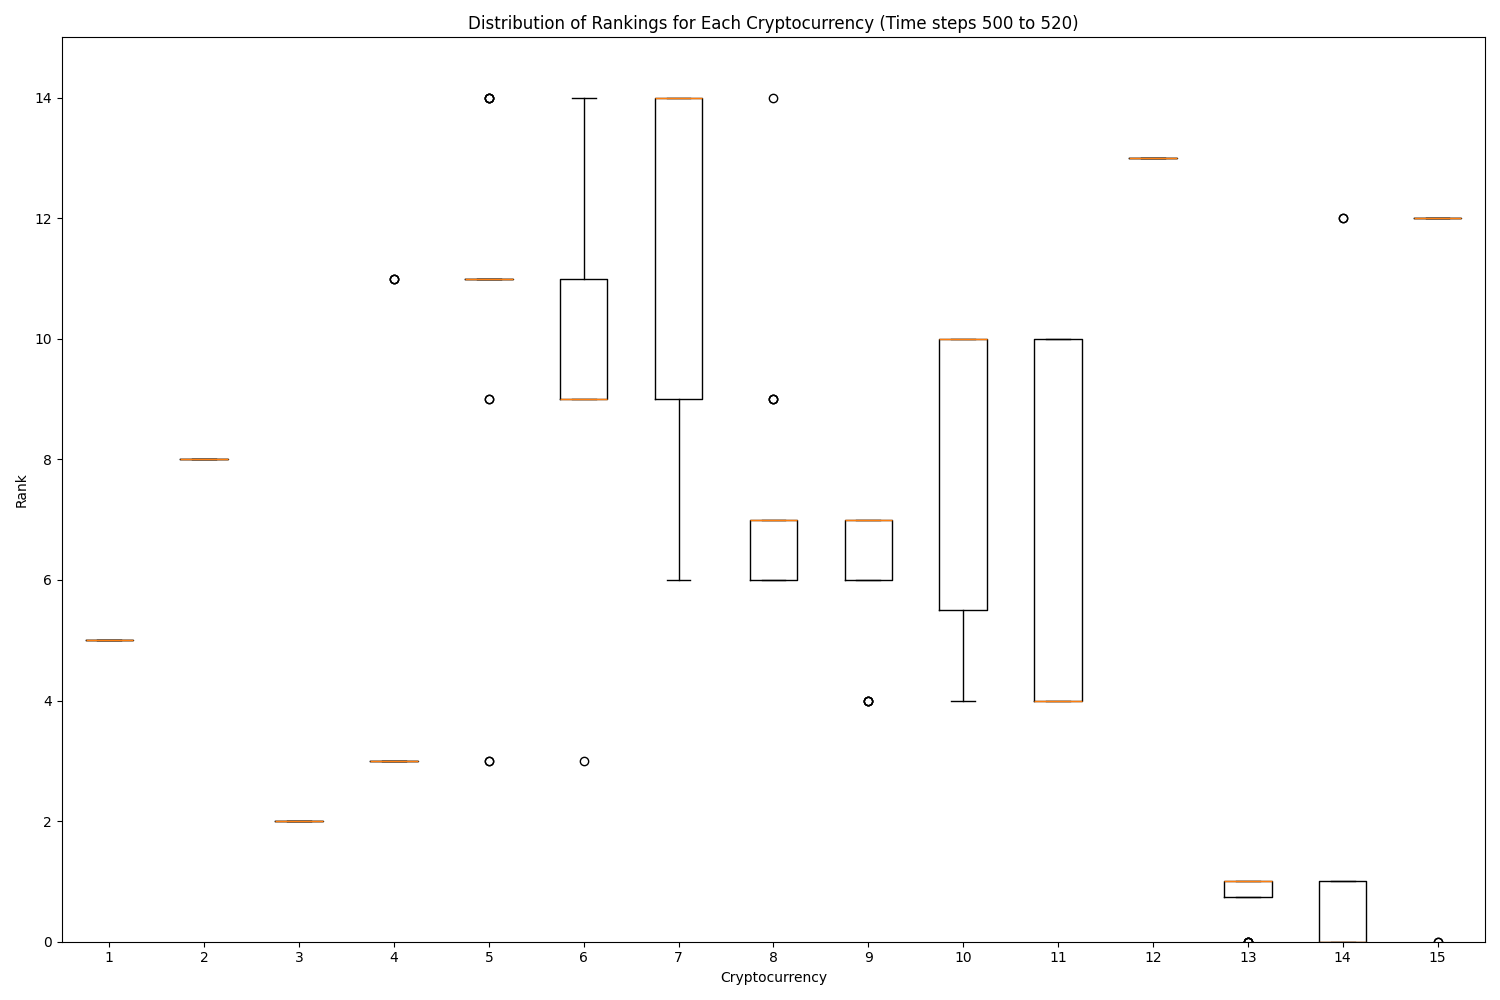 Distribution of Rankings for Each Cryptocurrency (Time steps 500 to 520)
14
12
10
8
6
4
2
0
Rank
1 2 3 4 5 6 7 8 9 10 11 12 13 14 15
Cryptocurrency